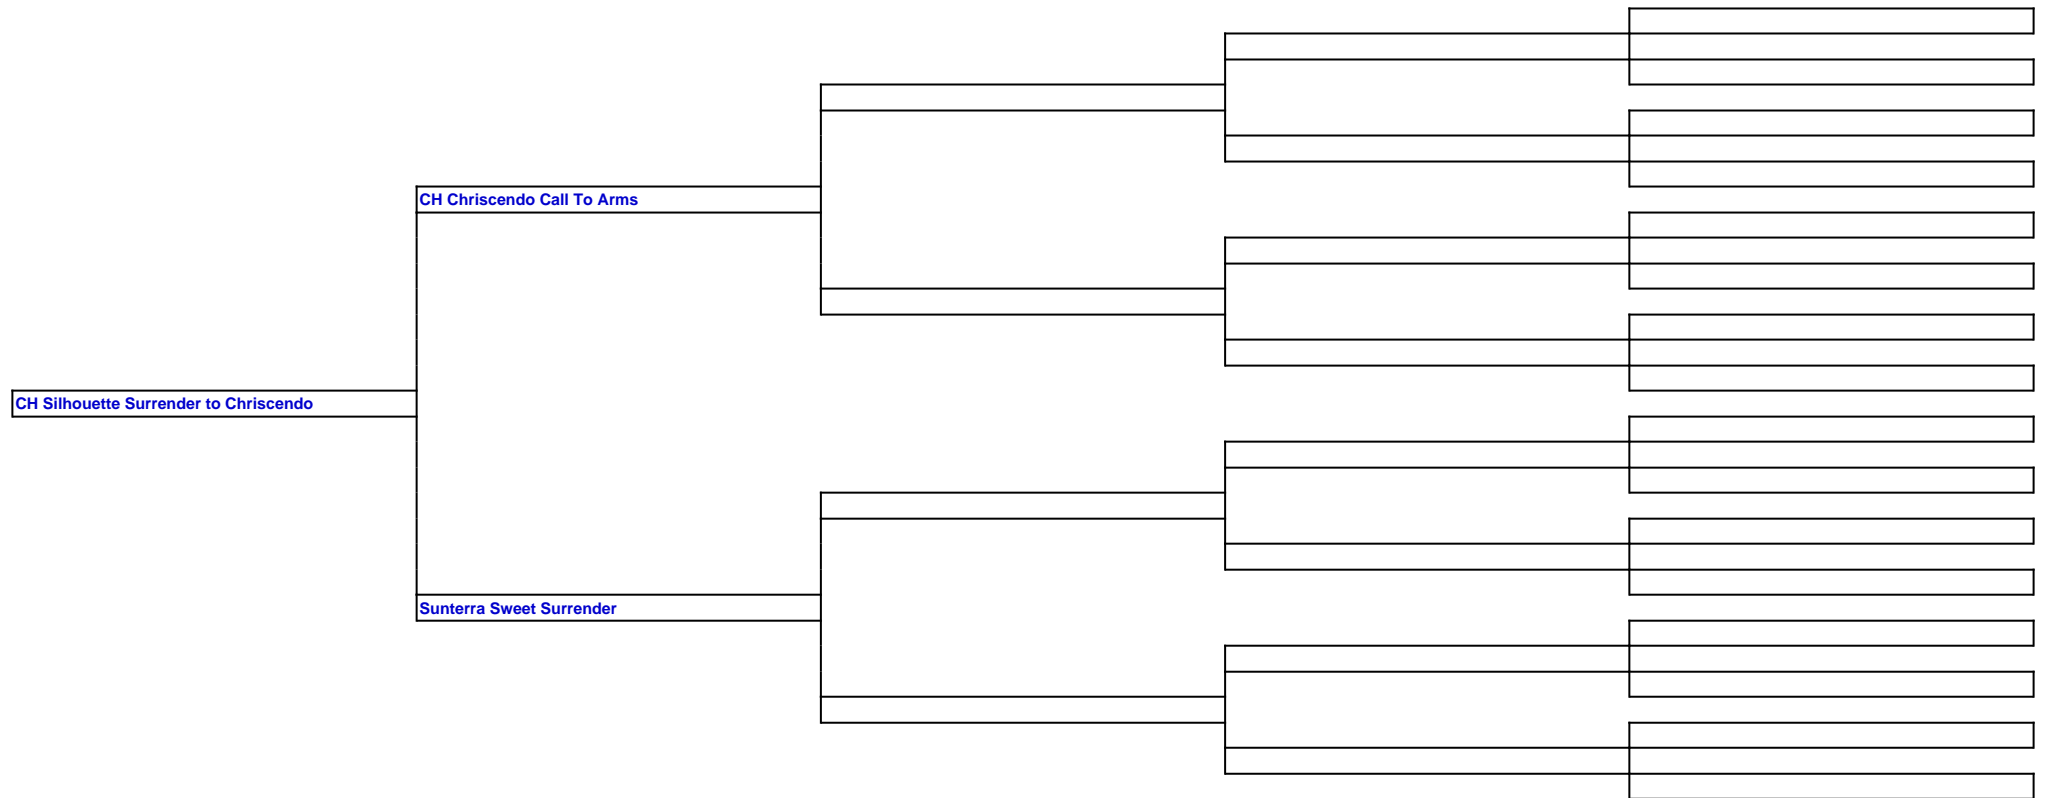 CH Chriscendo Call To Arms
CH Silhouette Surrender to Chriscendo
Sunterra Sweet Surrender